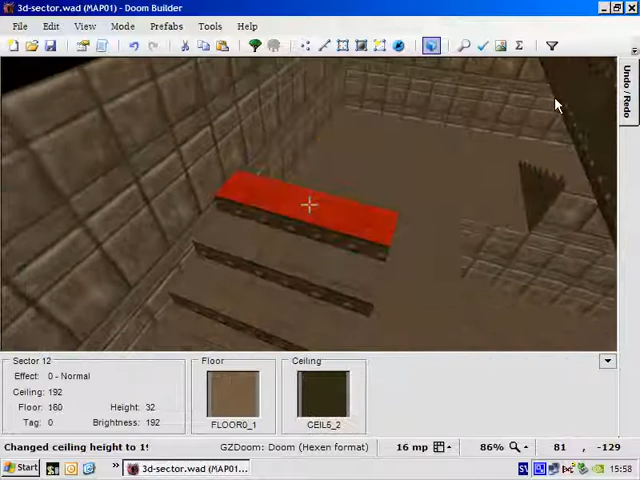 3d-sector.wad (MAP01) - Doom Builder
File Edit View Mode Prefabs Tools Help
Undo / Redo
Sector 12
Effect: 0 - Normal
Ceiling: 192
Floor: 160
Height: 32
Tag: 0
Brightness: 192
Floor
FLOOR0_1
Ceiling
CEIL5_2
Changed ceiling height to 19
GZDoom: Doom (Hexen format)
16 mp
86%
81 , -129
Start
3d-sector.wad (MAP01...
15:58